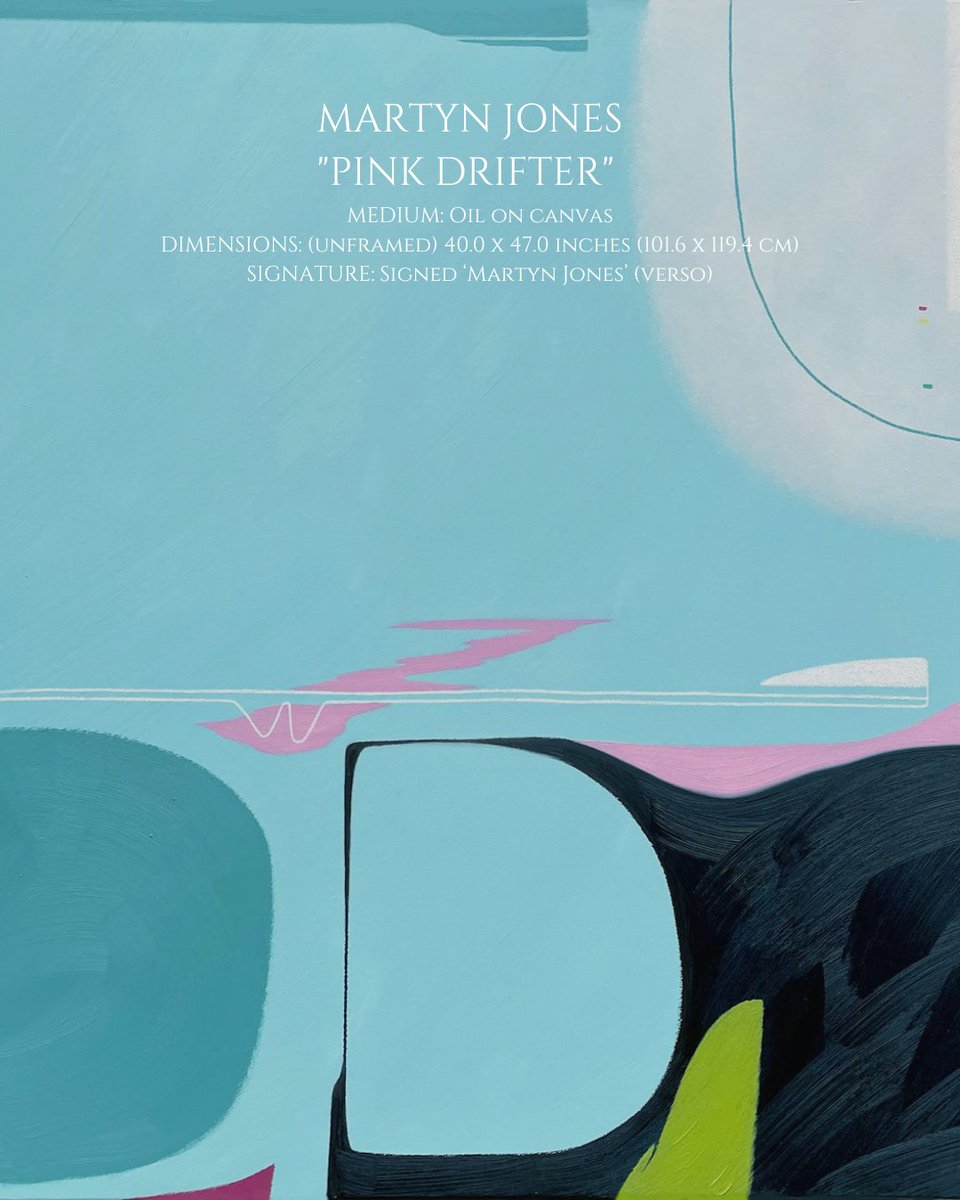 MARTYN JONES
"PINK DRIFTER"
MEDIUM: Oil on canvas
DIMENSIONS: (unframed) 40.0 x 47.0 inches (101.6 x 119.4 cm)
SIGNATURE: Signed ‘Martyn Jones’ (verso)